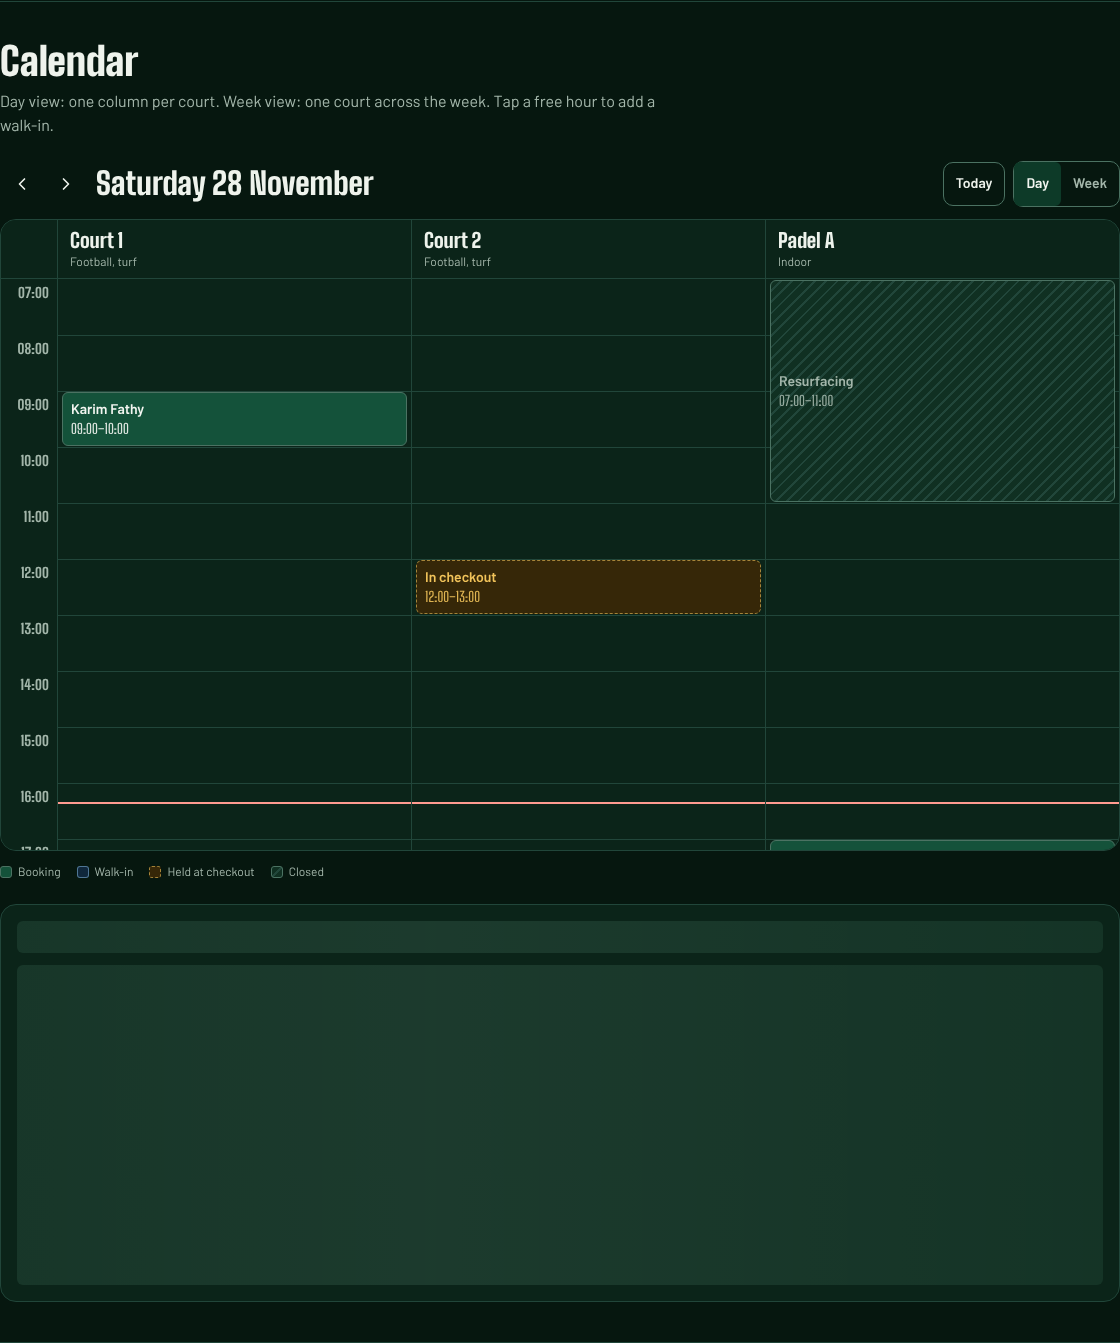 Calendar
Day view: one column per court. Week view: one court across the week. Tap a free hour to add a
walk-in.
Saturday 28 November
Today
Day
Week
Court 1
Football, turf
Court 2
Football, turf
Padel A
Indoor
07:00
08:00
Resurfacing
07:00–11:00
09:00
Karim Fathy
09:00–10:00
10:00
11:00
12:00
In checkout
12:00–13:00
13:00
14:00
15:00
16:00
Booking
Walk-in
Held at checkout
Closed